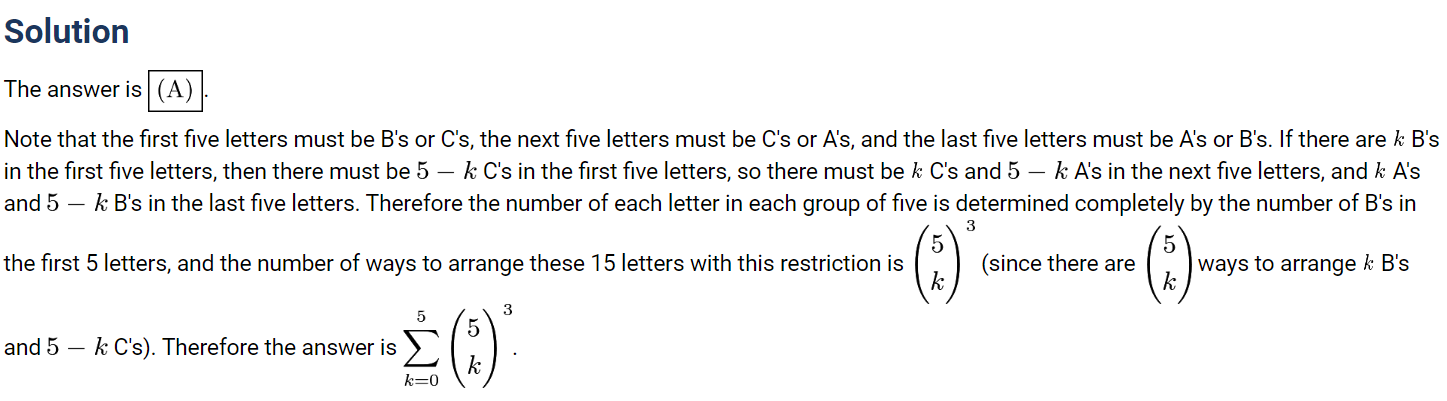 Solution
The answer is (A).
Note that the first five letters must be B's or C's, the next five letters must be C's or A's, and the last five letters must be A's or B's. If there are k B's
in the first five letters, then there must be 5 − k C's in the first five letters, so there must be k C's and 5 − k A's in the next five letters, and k A's
and 5 − k B's in the last five letters. Therefore the number of each letter in each group of five is determined completely by the number of B's in
the first 5 letters, and the number of ways to arrange these 15 letters with this restriction is \binom{5}{k}^3 (since there are \binom{5}{k} ways to arrange k B's
and 5 − k C's). Therefore the answer is \sum_{k=0}^{5} \binom{5}{k}^3.